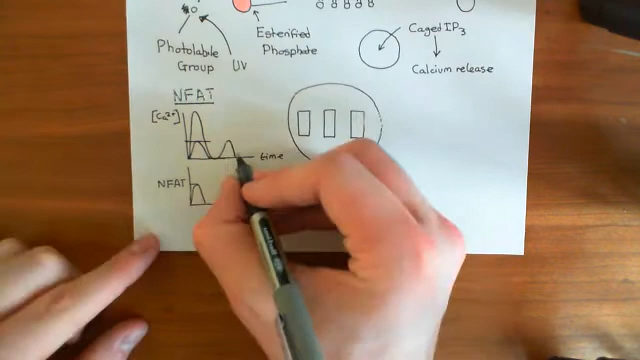 Esterified
Phosphate
Photolabile
Group
UV
Caged IP₃
Calcium release
NFAT
[Ca²⁺]
time
NFAT